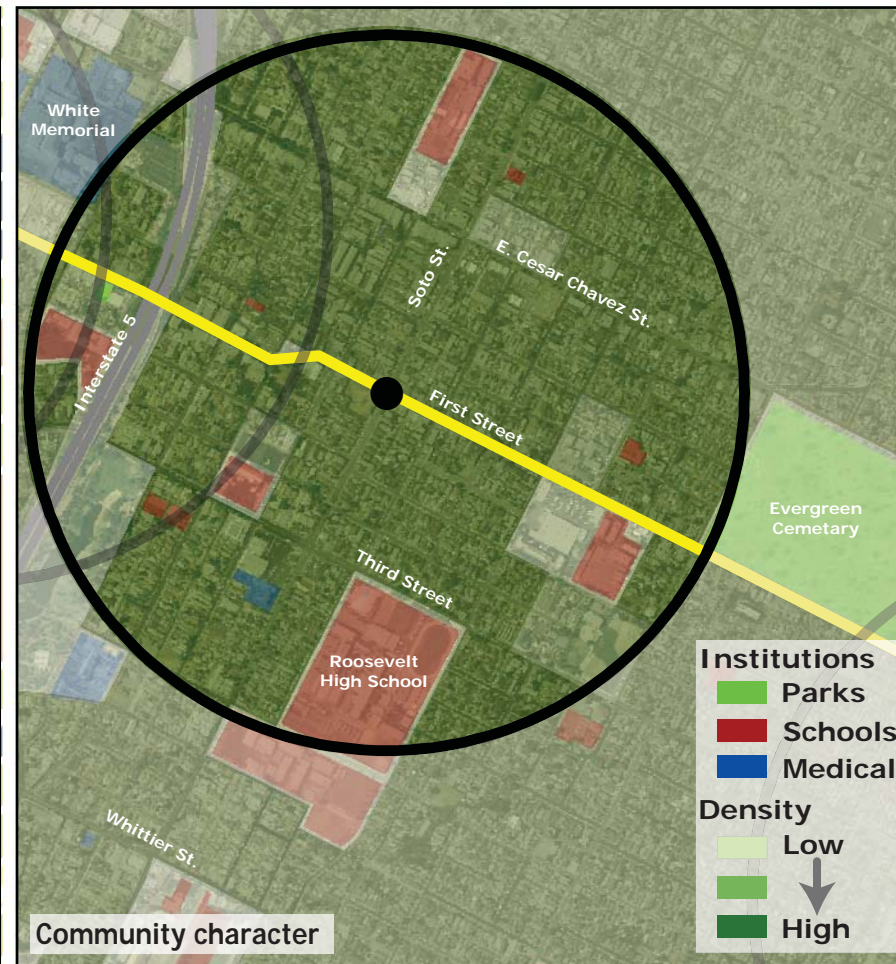 White
Memorial
Soto St.
E. Cesar Chavez St.
Interstate 5
First Street
Evergreen
Cemetary
Third Street
Roosevelt
High School
Whittier St.
Institutions
Parks
Schools
Medical
Density
Low
High
Community character